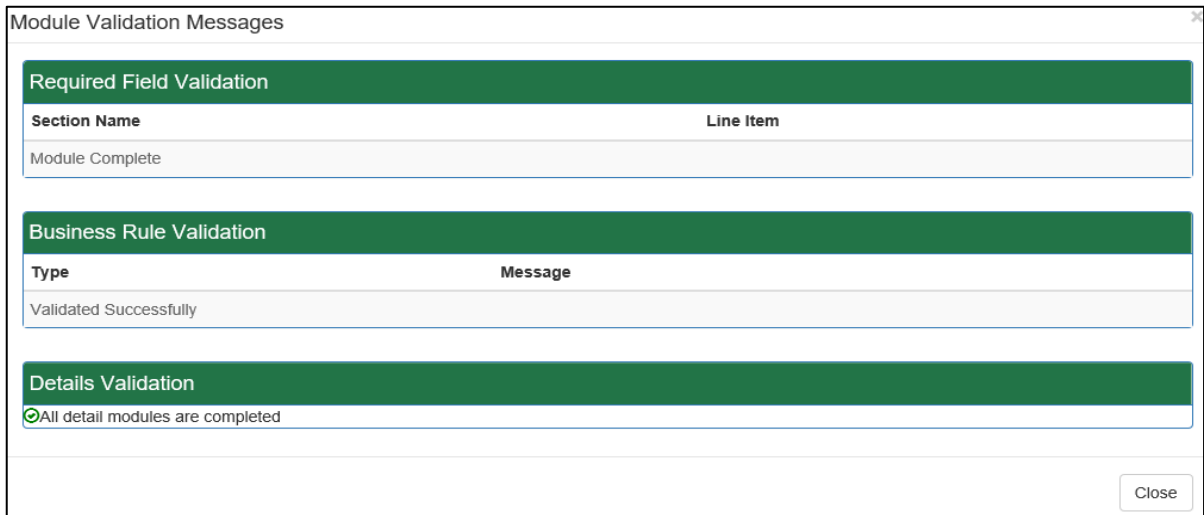 Module Validation Messages
×
Required Field Validation
Section Name Line Item
Module Complete
Business Rule Validation
Type Message
Validated Successfully
Details Validation
All detail modules are completed
Close